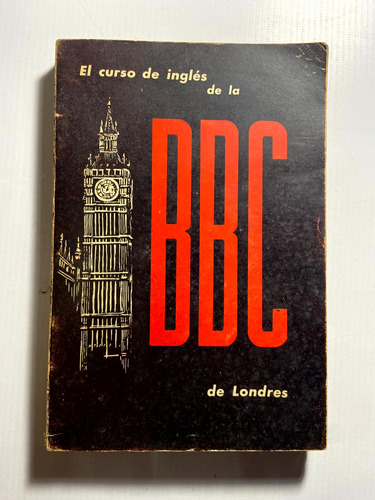 El curso de inglés
de la
BBC
de Londres